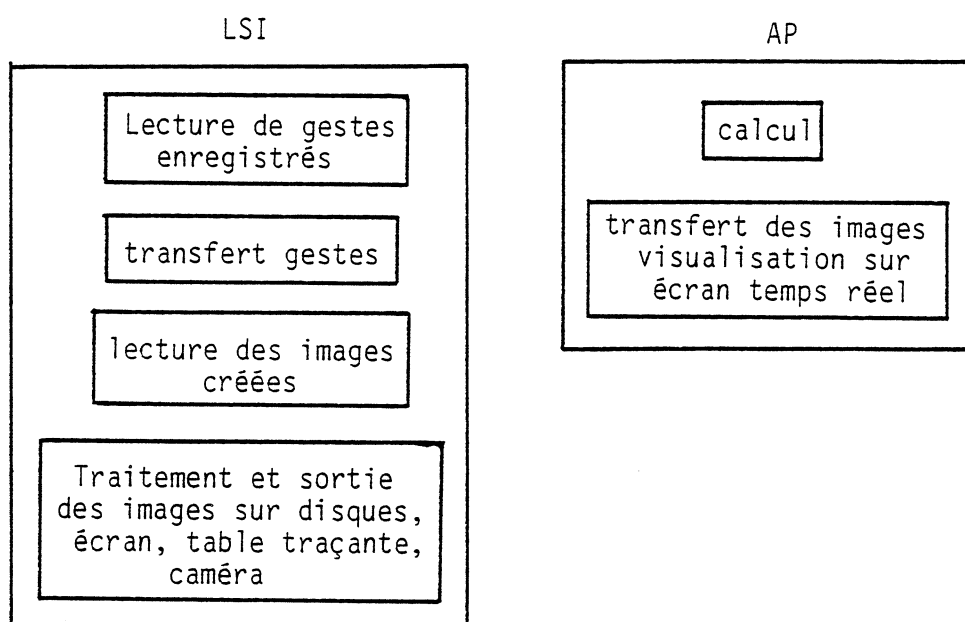 LSI
Lecture de gestes
enregistrés
transfert gestes
lecture des images
créées
Traitement et sortie
des images sur disques,
écran, table traçante,
caméra
AP
calcul
transfert des images
visualisation sur
écran temps réel